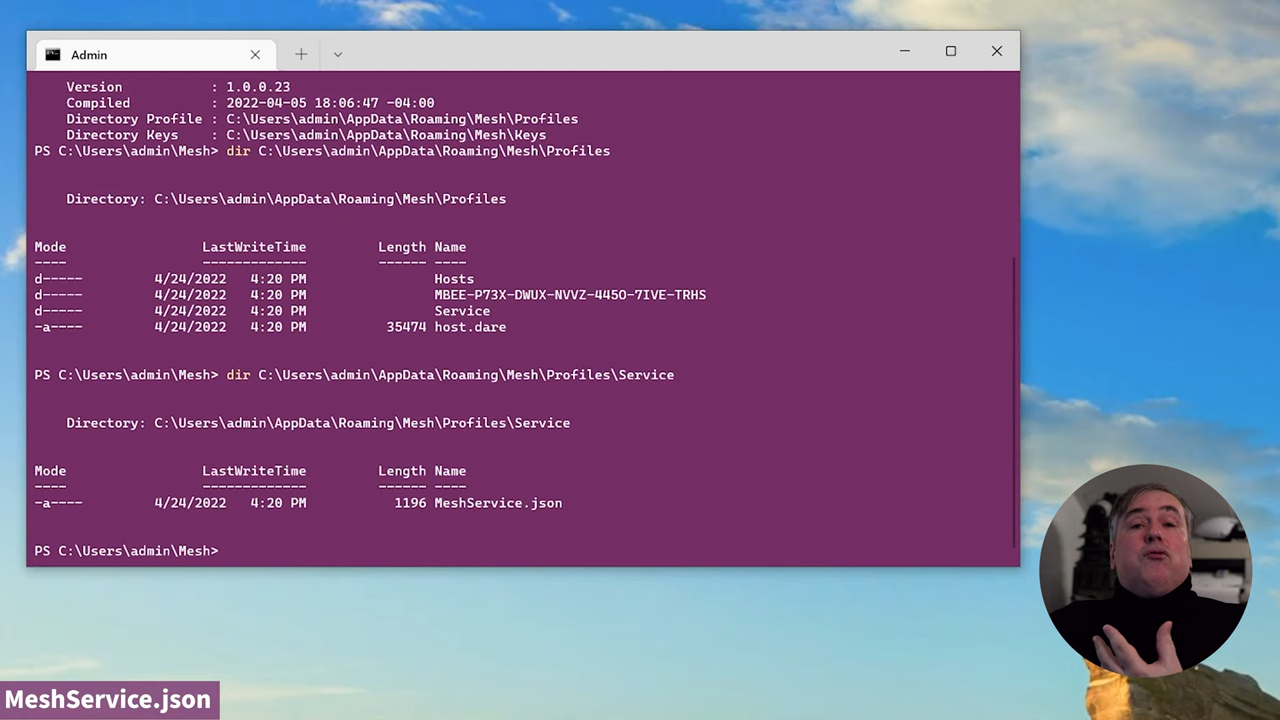 Admin
Version : 1.0.0.23
Compiled : 2022-04-05 18:06:47 -04:00
Directory Profile : C:\Users\admin\AppData\Roaming\Mesh\Profiles
Directory Keys : C:\Users\admin\AppData\Roaming\Mesh\Keys
PS C:\Users\admin\Mesh> dir C:\Users\admin\AppData\Roaming\Mesh\Profiles
Directory: C:\Users\admin\AppData\Roaming\Mesh\Profiles
Mode LastWriteTime Length Name
---- ------------- ------ ----
d----- 4/24/2022 4:20 PM Hosts
d----- 4/24/2022 4:20 PM MBEE-P73X-DWUX-NVVZ-445O-7IVE-TRHS
d----- 4/24/2022 4:20 PM Service
-a---- 4/24/2022 4:20 PM 35474 host.dare
PS C:\Users\admin\Mesh> dir C:\Users\admin\AppData\Roaming\Mesh\Profiles\Service
Directory: C:\Users\admin\AppData\Roaming\Mesh\Profiles\Service
Mode LastWriteTime Length Name
---- ------------- ------ ----
-a---- 4/24/2022 4:20 PM 1196 MeshService.json
PS C:\Users\admin\Mesh>
MeshService.json